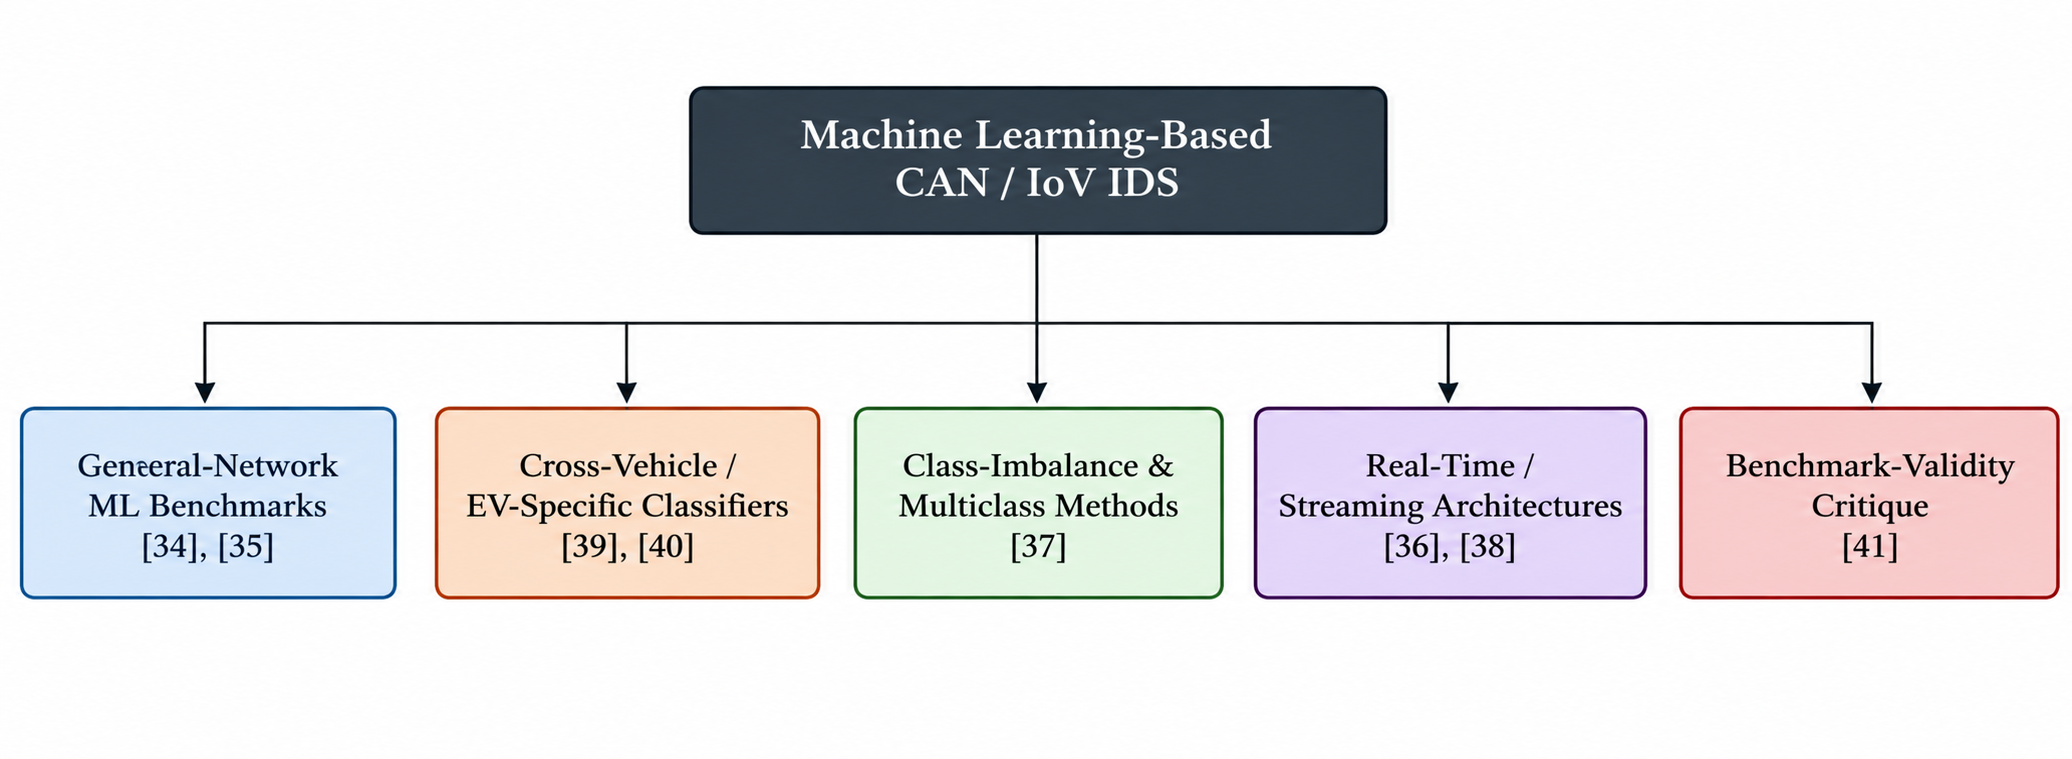 Machine Learning-Based
CAN / IoV IDS
Geneeral-Network
ML Benchmarks
[34], [35]
Cross-Vehicle /
EV-Specific Classifiers
[39], [40]
Class-Imbalance &
Multiclass Methods
[37]
Real-Time /
Streaming Architectures
[36], [38]
Benchmark-Validity
Critique
[41]